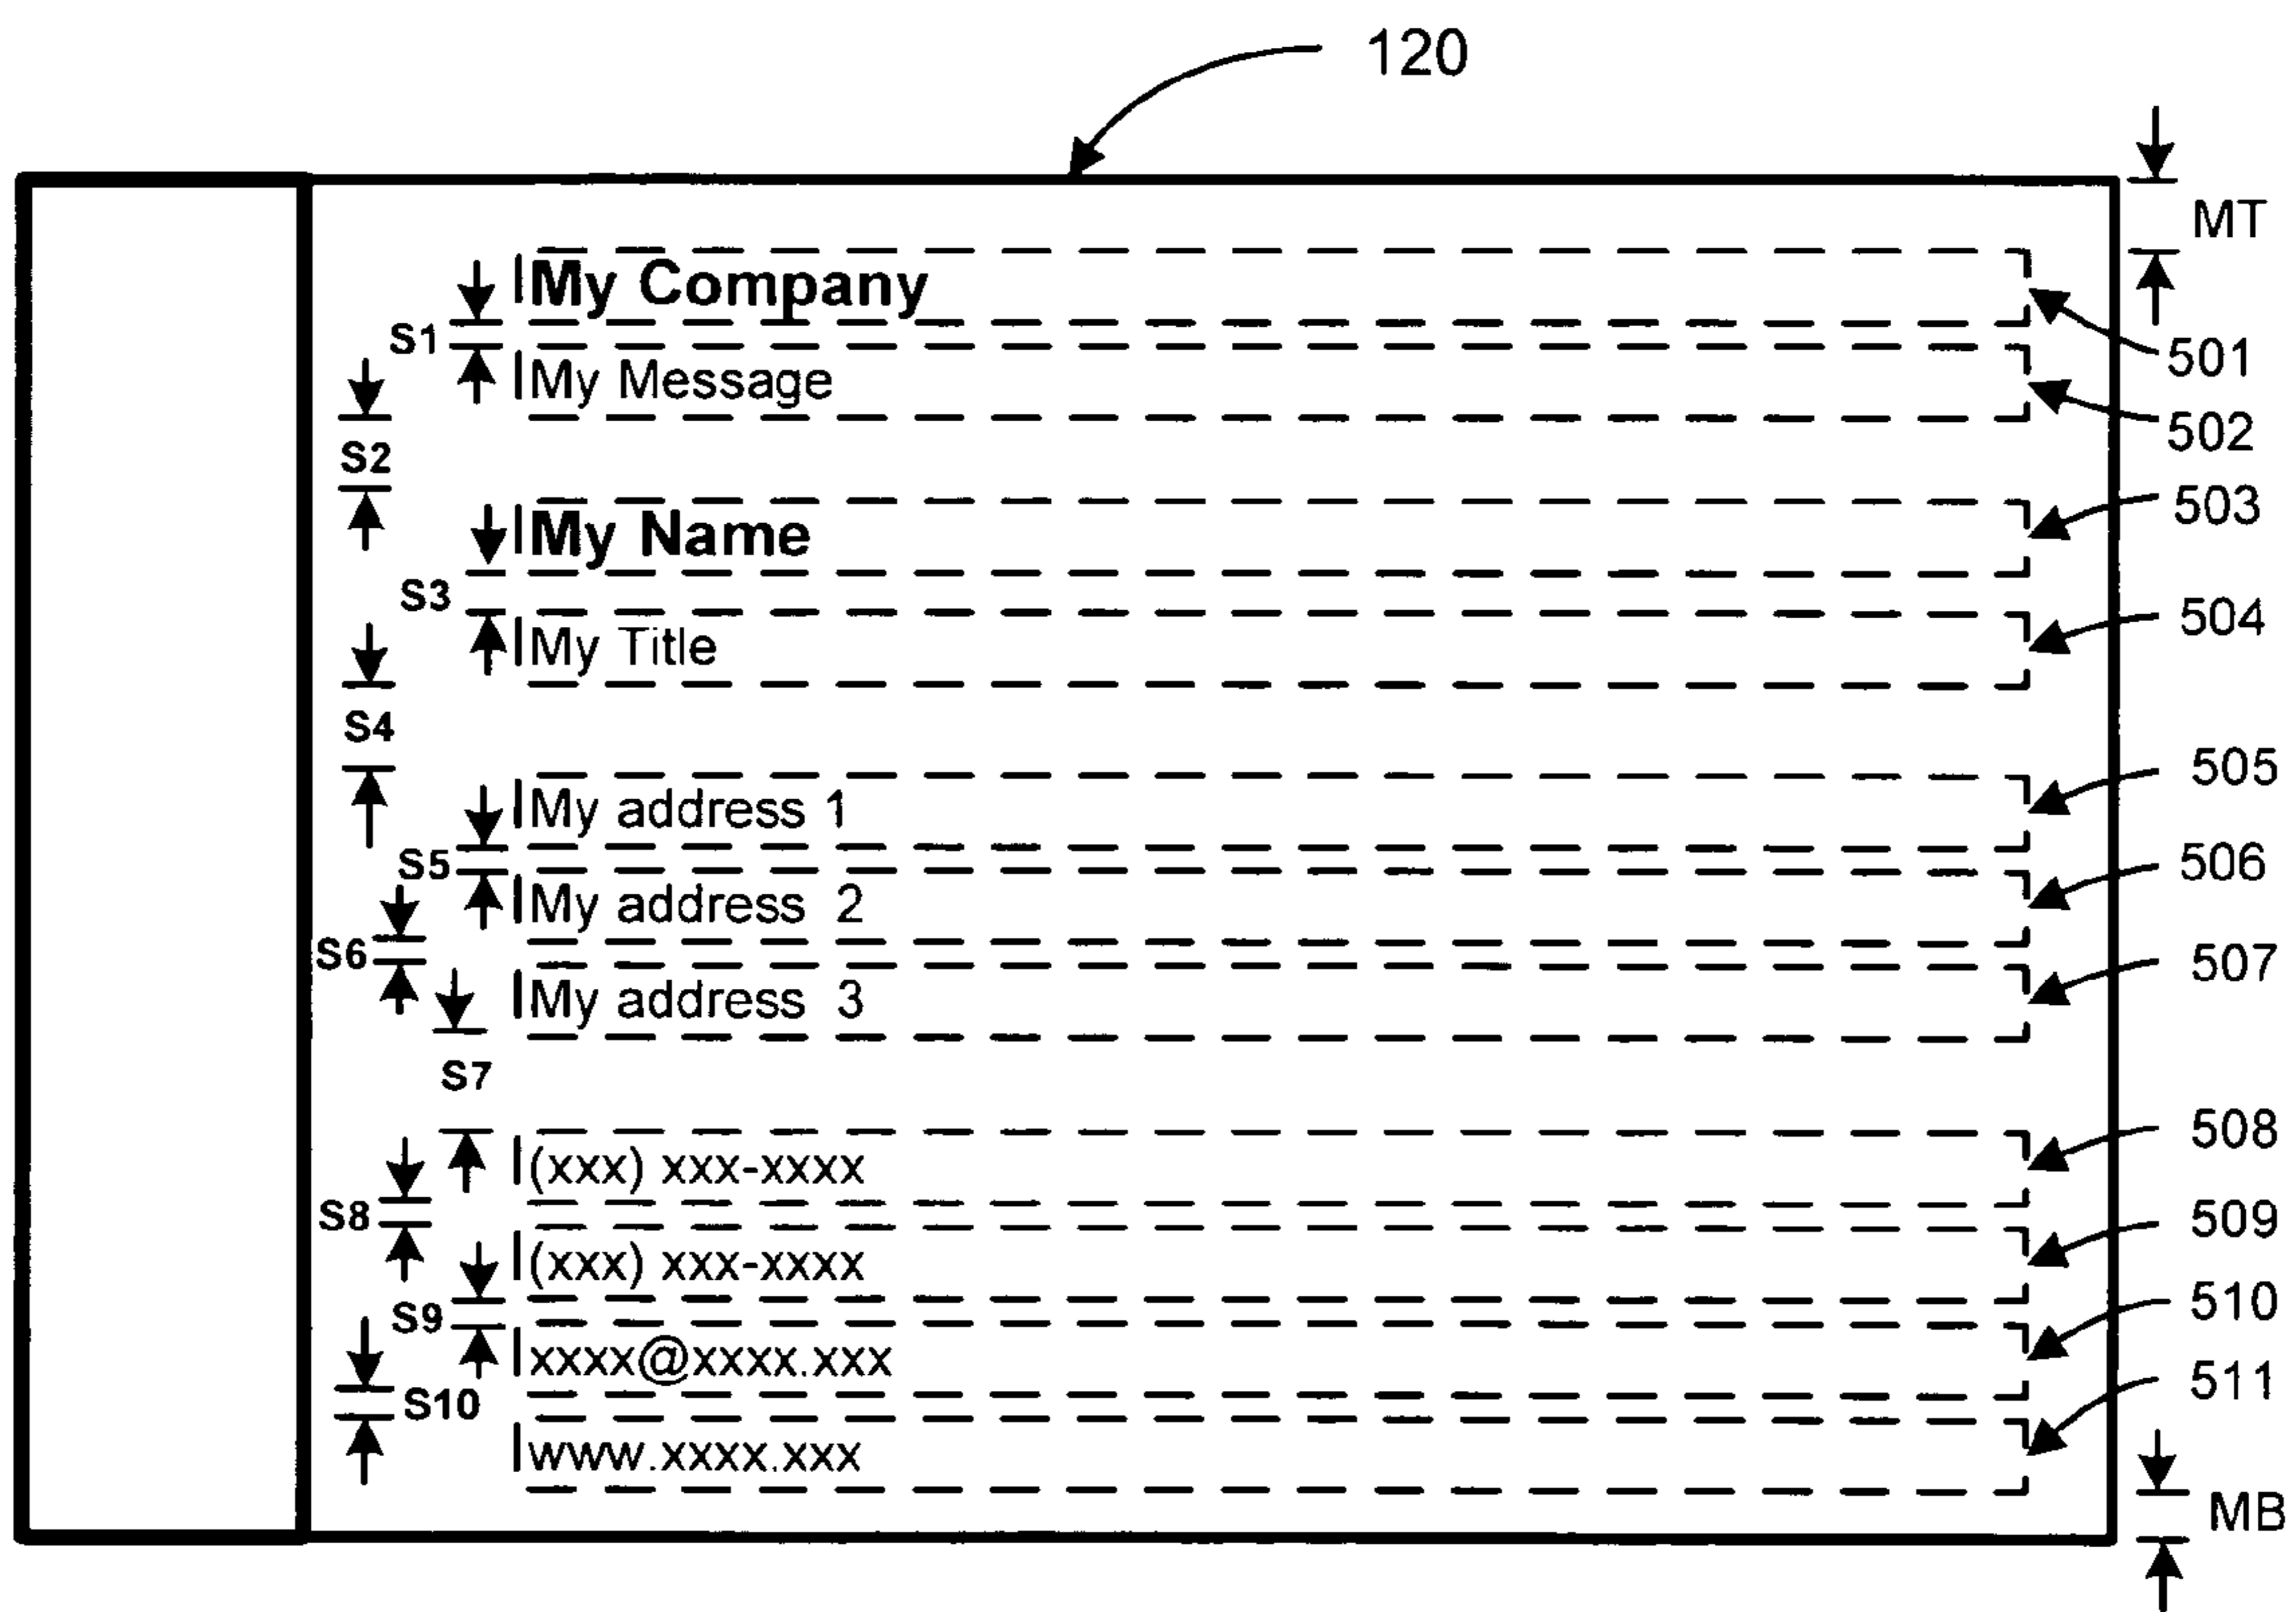 120
MT
My Company
S1
501
My Message
502
S2
503
My Name
S3
504
My Title
S4
505
My address 1
S5
506
My address 2
S6
507
My address 3
S7
508
(xxx) xxx-xxxx
S8
509
(xxx) xxx-xxxx
510
S9
xxxx@xxxx.xxx
511
S10
www.xxxx.xxx
MB